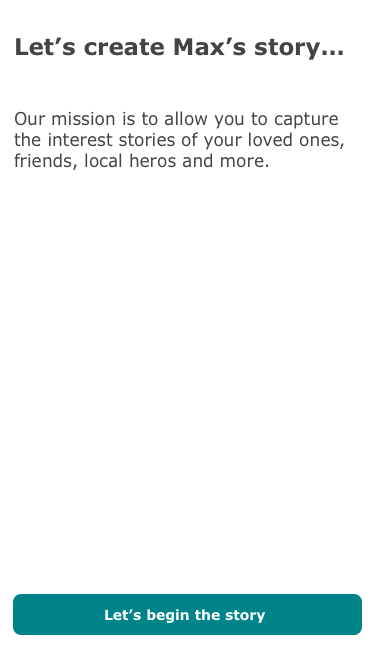 Let’s create Max’s story...
Our mission is to allow you to capture
the interest stories of your loved ones,
friends, local heros and more.
Let’s begin the story